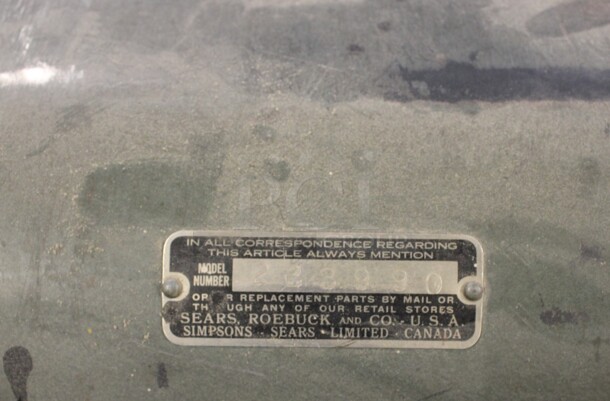 IN ALL CORRESPONDENCE REGARDING
THIS ARTICLE ALWAYS MENTION
MODEL
NUMBER
REPLACEMENT PARTS BY MAIL OR
ANY OF OUR RETAIL STORES
SEARS, ROEBUCK AND CO. - U.S.A.
SIMPSONS - SEARS • LIMITED • CANADA